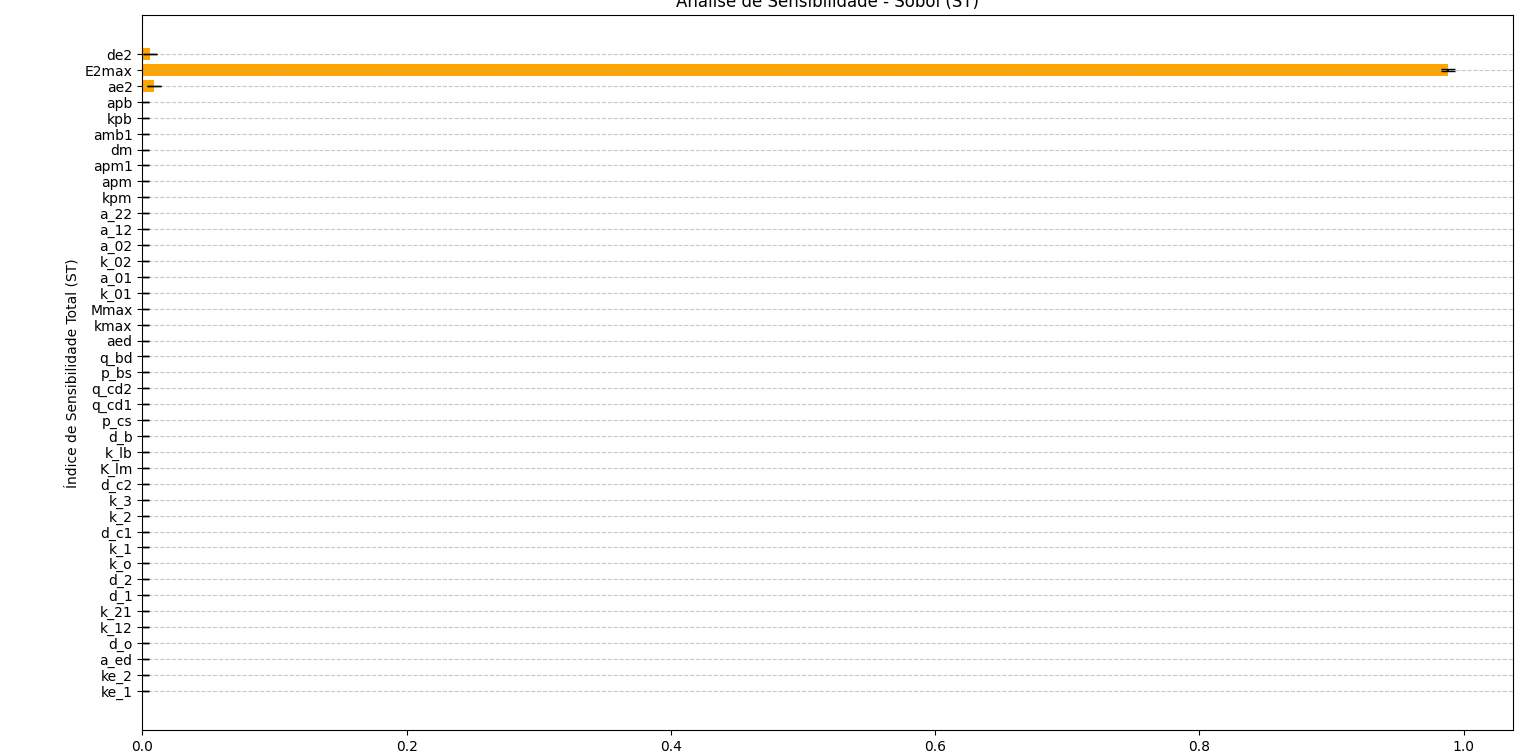 Análise de Sensibilidade - Sobol (ST)
de2
E2max
ae2
apb
kpb
amb1
dm
apm1
apm
kpm
a_22
a_12
a_02
k_02
a_01
k_01
Mmax
kmax
aed
q_bd
p_bs
q_cd2
q_cd1
p_cs
d_b
k_lb
K_lm
d_c2
k_3
k_2
d_c1
k_1
k_o
d_2
d_1
k_21
k_12
d_o
a_ed
ke_2
ke_1
Índice de Sensibilidade Total (ST)
0.0 0.2 0.4 0.6 0.8 1.0